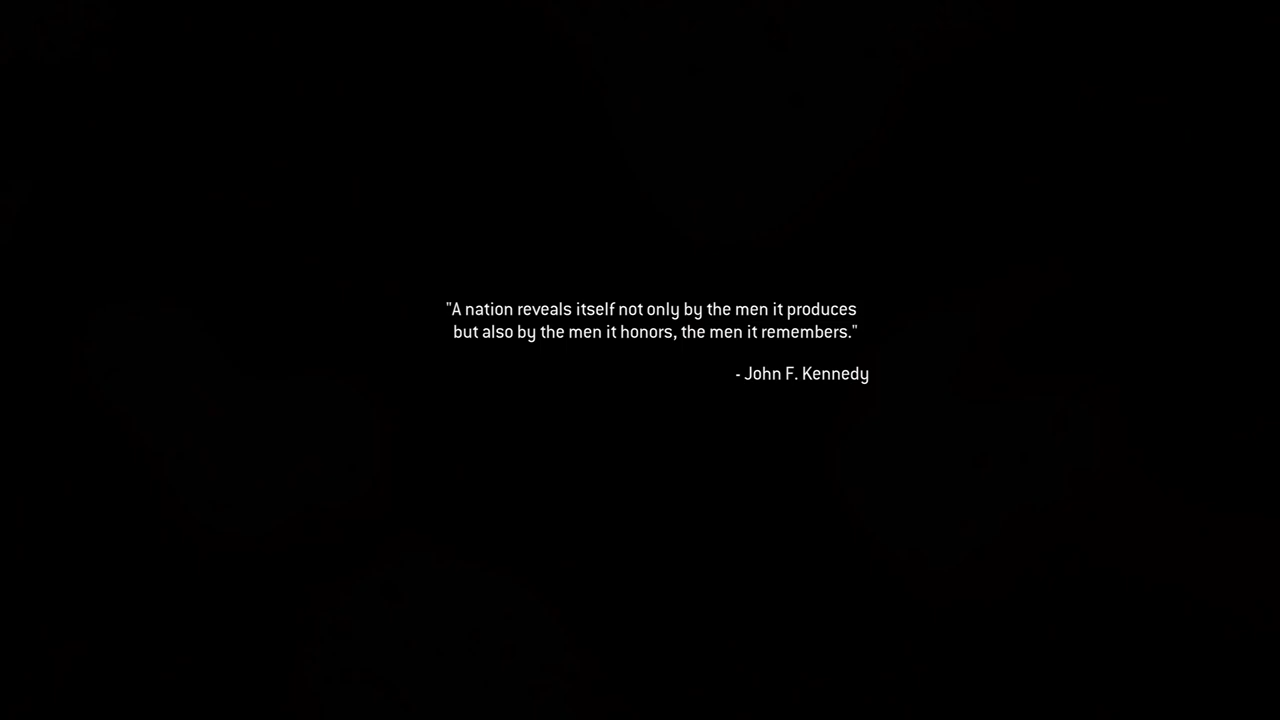 "A nation reveals itself not only by the men it produces
but also by the men it honors, the men it remembers."
- John F. Kennedy